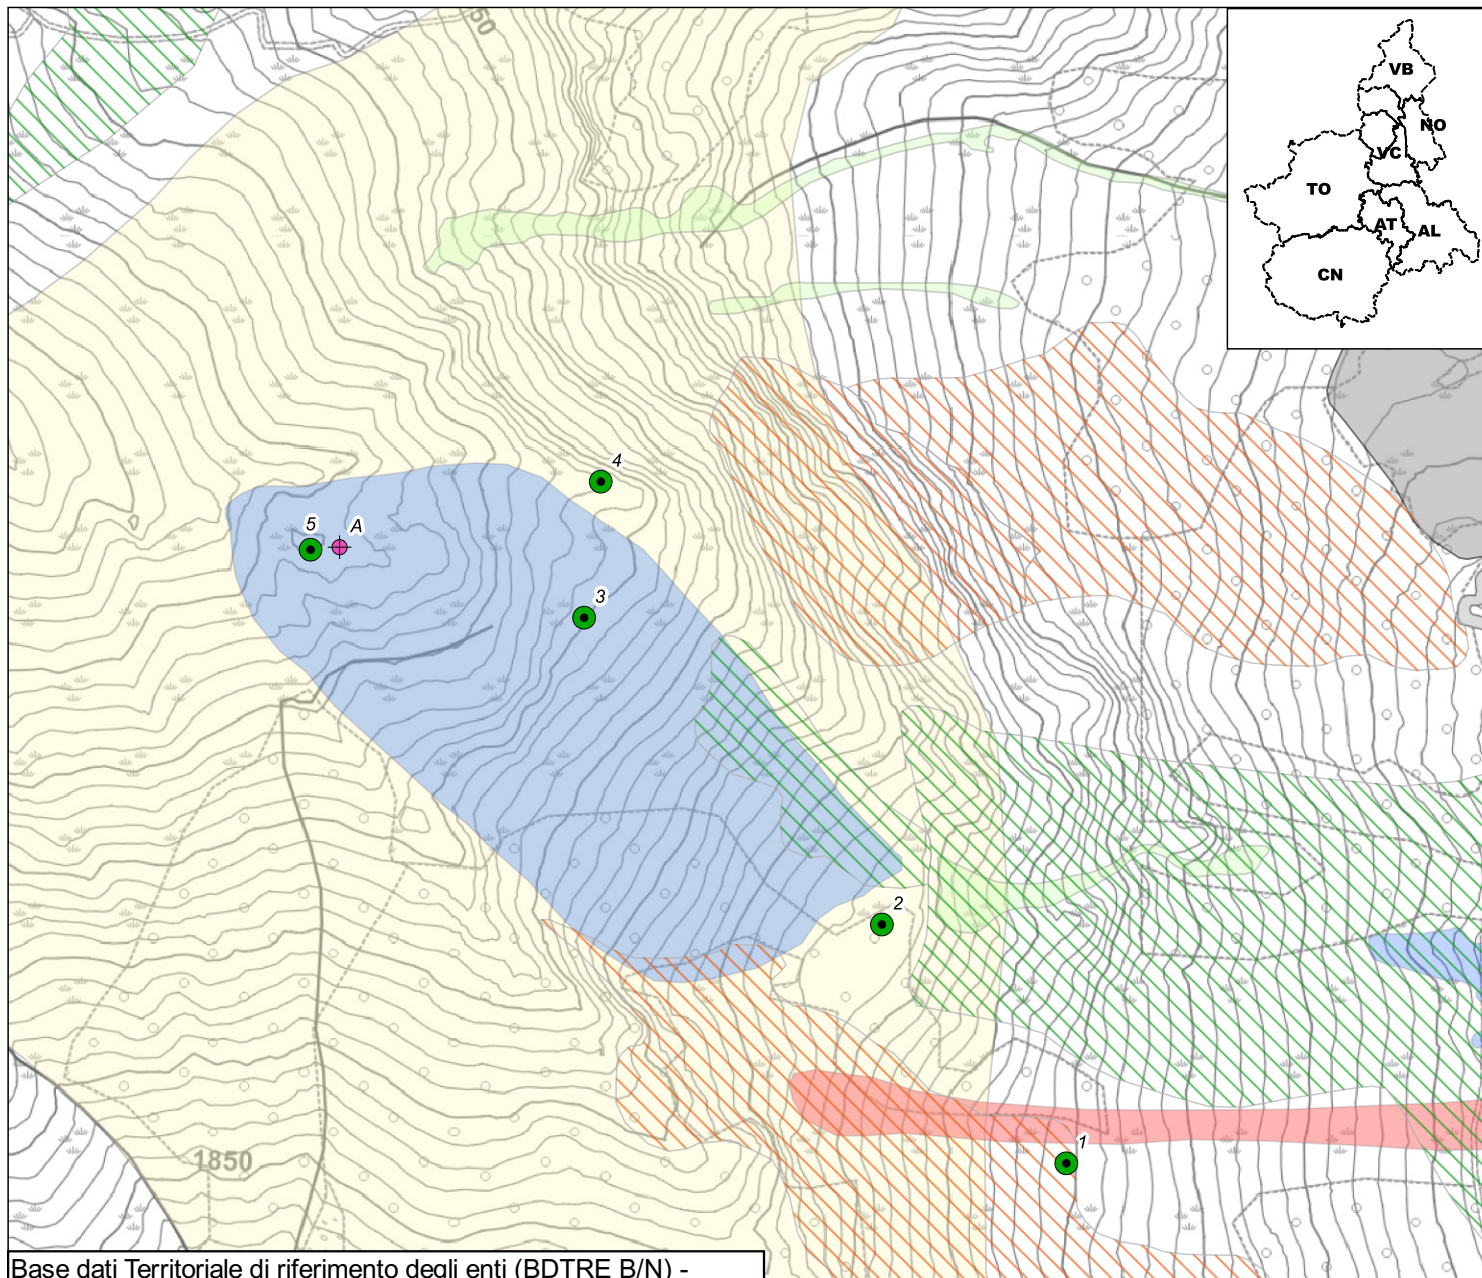 50
VB
NO
VC
TO
AT
AL
CN
4
5
A
3
2
1
1850
Base dati Territoriale di riferimento degli enti (BDTRE B/N) -